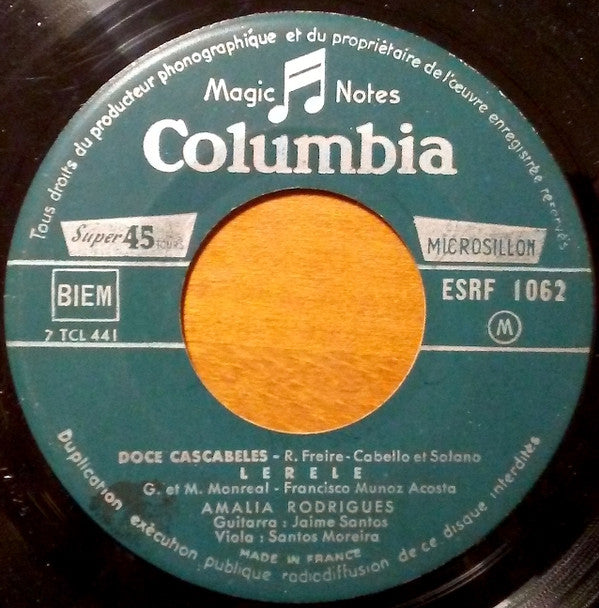 Tous droits du producteur phonographique et du propriétaire de l'œuvre enregistrée réservés
Magic Notes
Columbia
Super 45 tours
MICROSILLON
BIEM
ESRF 1062
7 TCL 441
M
DOCE CASCABELES - R. Freire - Cabello et Solano
LERELE
G. et M. Monreal - Francisco Munoz Acosta
AMALIA RODRIGUES
Guitarra : Jaime Santos
Viola : Santos Moreira
MADE IN FRANCE
Duplication exécution publique radiodiffusion de ce disque interdites